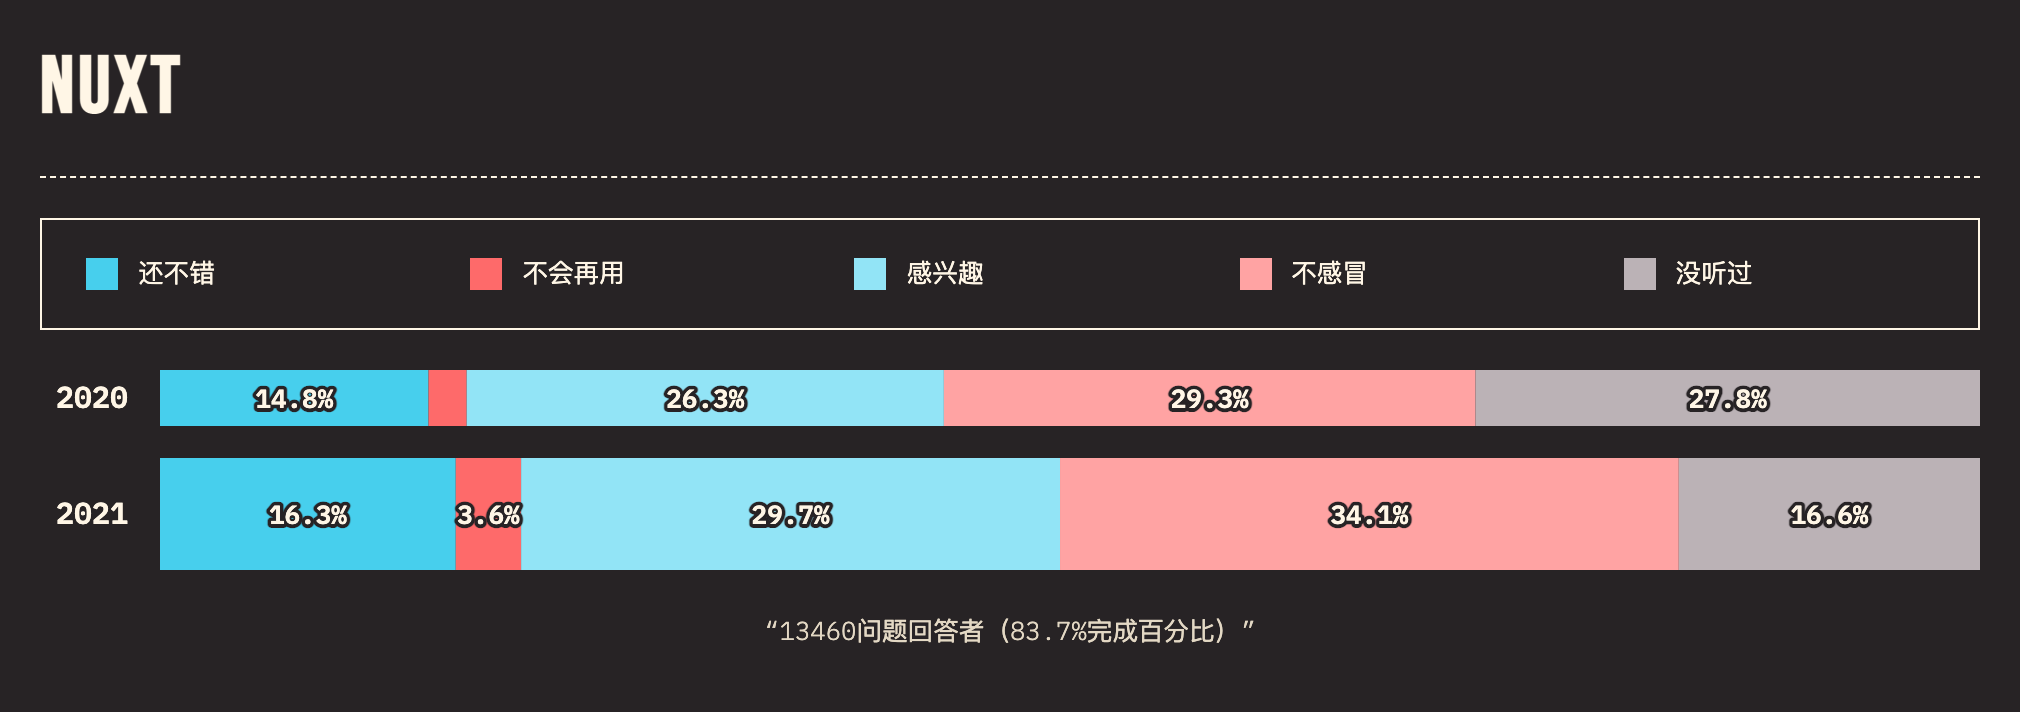 NUXT
还不错 不会再用 感兴趣 不感冒 没听过
2020 14.8% 26.3% 29.3% 27.8%
2021 16.3% 3.6% 29.7% 34.1% 16.6%
“13460问题回答者（83.7%完成百分比）”